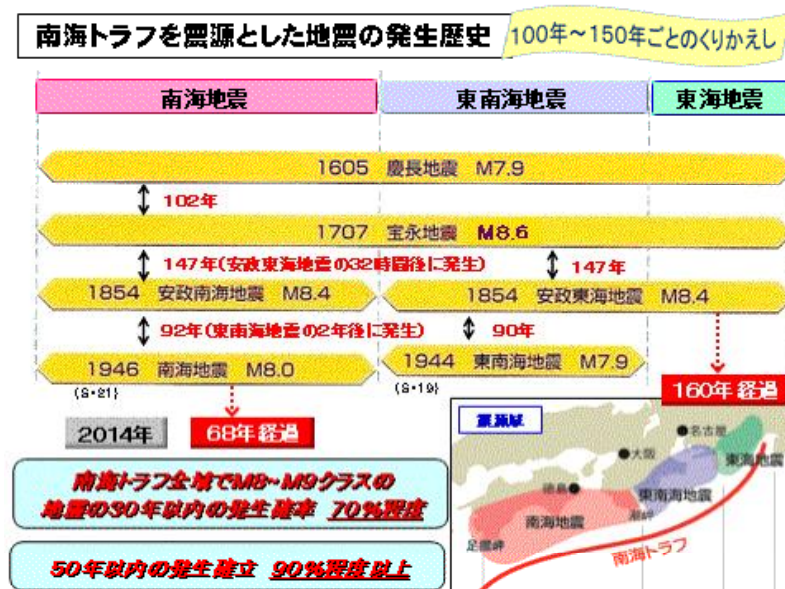 南海トラフを震源とした地震の発生歴史
100年～150年ごとのくりかえし
南海地震
東南海地震
東海地震
1605 慶長地震 M7.9
102年
1707 宝永地震 M8.6
147年(安政東海地震の32時間後に発生)
147年
1854 安政南海地震 M8.4
1854 安政東海地震 M8.4
92年(東南海地震の2年後に発生)
90年
1946 南海地震 M8.0
1944 東南海地震 M7.9
(S・21)
(S・19)
160年経過
2014年
68年経過
南海トラフ全域でM8~M9クラスの
地震の30年以内の発生確率 70%程度
50年以内の発生確立 90%程度以上
震源域
名古屋
大阪
東海地震
徳島
東南海地震
南海地震
潮岬
足摺岬
南海トラフ